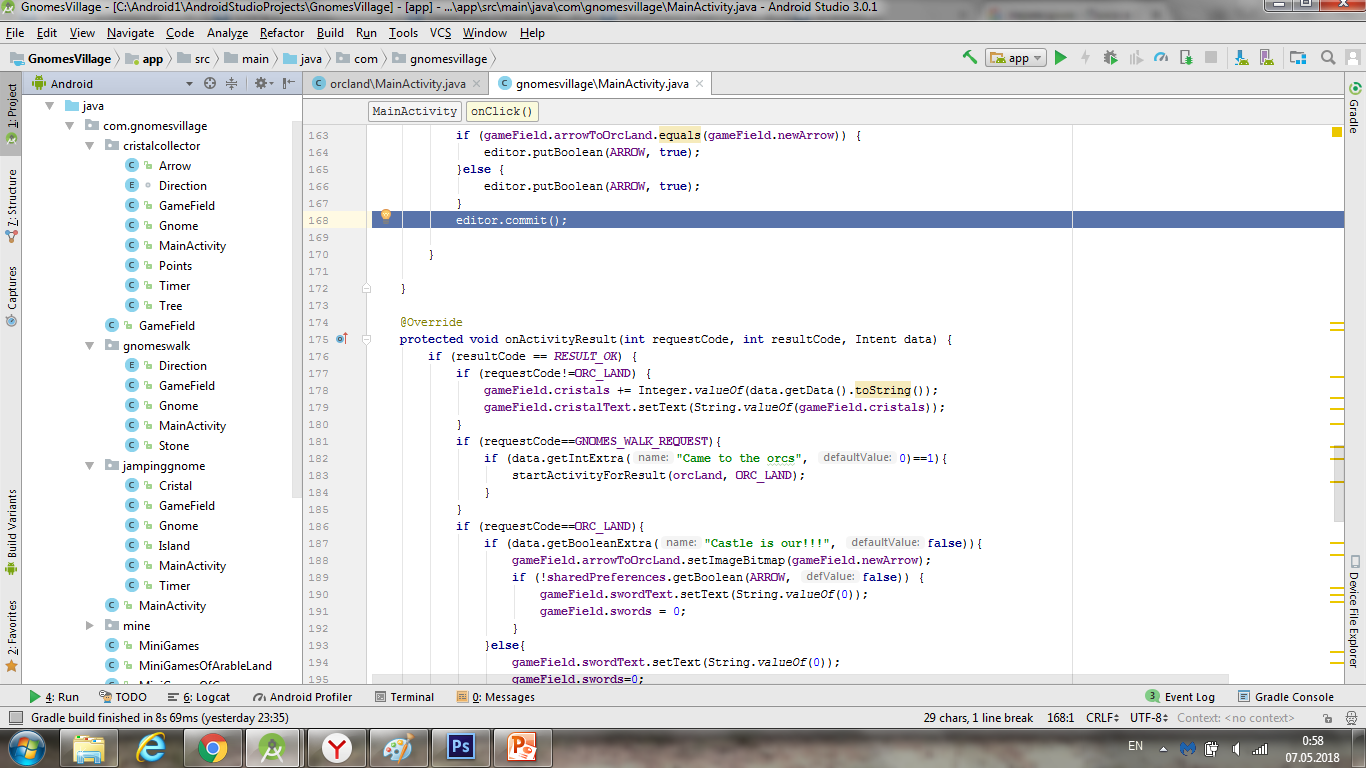 GnomesVillage - [C:\Android1\AndroidStudioProjects\GnomesVillage] - [app] - ...\app\src\main\java\com\gnomesvillage\MainActivity.java - Android Studio 3.0.1
File Edit View Navigate Code Analyze Refactor Build Run Tools VCS Window Help
GnomesVillage app src main java com gnomesvillage app
Android orcland\MainActivity.java gnomesvillage\MainActivity.java
MainActivity onClick()
1: Project
7: Structure
Captures
Build Variants
2: Favorites
java
com.gnomesvillage
cristalcollector
Arrow
Direction
GameField
Gnome
MainActivity
Points
Timer
Tree
GameField
gnomeswalk
Direction
GameField
Gnome
MainActivity
Stone
jampinggnome
Cristal
GameField
Gnome
Island
MainActivity
Timer
MainActivity
mine
MiniGames
MiniGamesOfArableLand
163 if (gameField.arrowToOrcLand.equals(gameField.newArrow)) {
164 editor.putBoolean(ARROW, true);
165 }else {
166 editor.putBoolean(ARROW, true);
167 }
168 editor.commit();
169
170 }
171
172 }
173
174 @Override
175 protected void onActivityResult(int requestCode, int resultCode, Intent data) {
176 if (resultCode == RESULT_OK) {
177 if (requestCode!=ORC_LAND) {
178 gameField.cristals += Integer.valueOf(data.getData().toString());
179 gameField.cristalText.setText(String.valueOf(gameField.cristals));
180 }
181 if (requestCode==GNOMES_WALK_REQUEST){
182 if (data.getIntExtra( name: "Came to the orcs", defaultValue: 0)==1){
183 startActivityForResult(orcLand, ORC_LAND);
184 }
185 }
186 if (requestCode==ORC_LAND){
187 if (data.getBooleanExtra( name: "Castle is our!!!", defaultValue: false)){
188 gameField.arrowToOrcLand.setImageBitmap(gameField.newArrow);
189 if (!sharedPreferences.getBoolean(ARROW, defValue: false)) {
190 gameField.swordText.setText(String.valueOf(0));
191 gameField.swords = 0;
192 }
193 }else{
194 gameField.swordText.setText(String.valueOf(0));
195 gameField.swords=0;
Gradle
Device File Explorer
4: Run TODO 6: Logcat Android Profiler Terminal 0: Messages 3 Event Log Gradle Console
Gradle build finished in 8s 69ms (yesterday 23:35) 29 chars, 1 line break 168:1 CRLF UTF-8 Context: <no context>
Ps
EN 0:58
07.05.2018